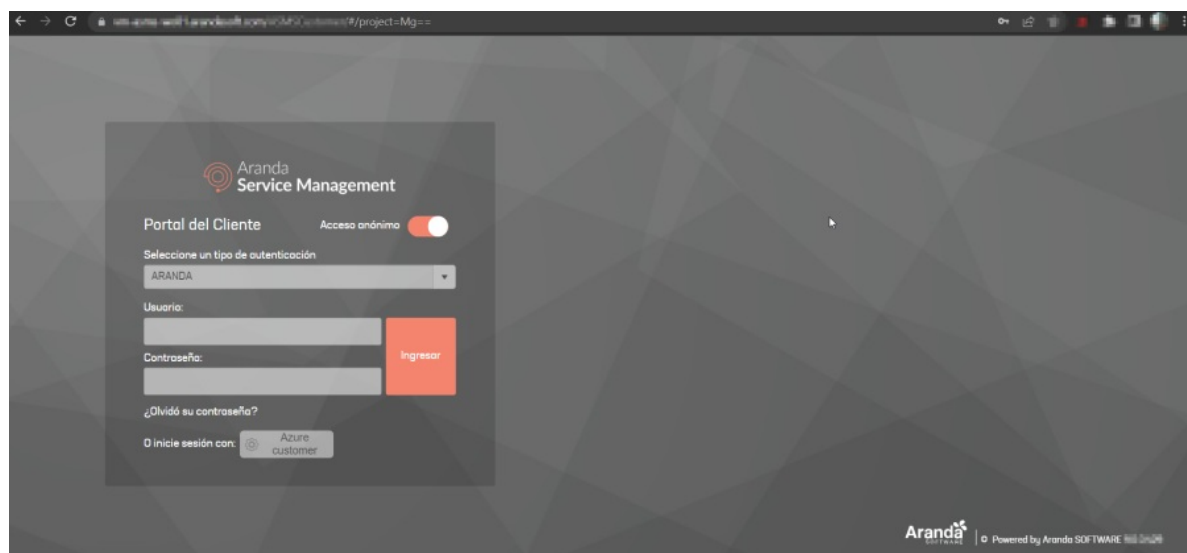 /#/project=Mg==
Aranda
Service Management
Portal del Cliente
Acceso anónimo
Seleccione un tipo de autenticación
ARANDA
Usuario:
Contraseña:
Ingresar
¿Olvidó su contraseña?
O inicie sesión con:
Azure
customer
Aranda
SOFTWARE
Powered by Aranda SOFTWARE